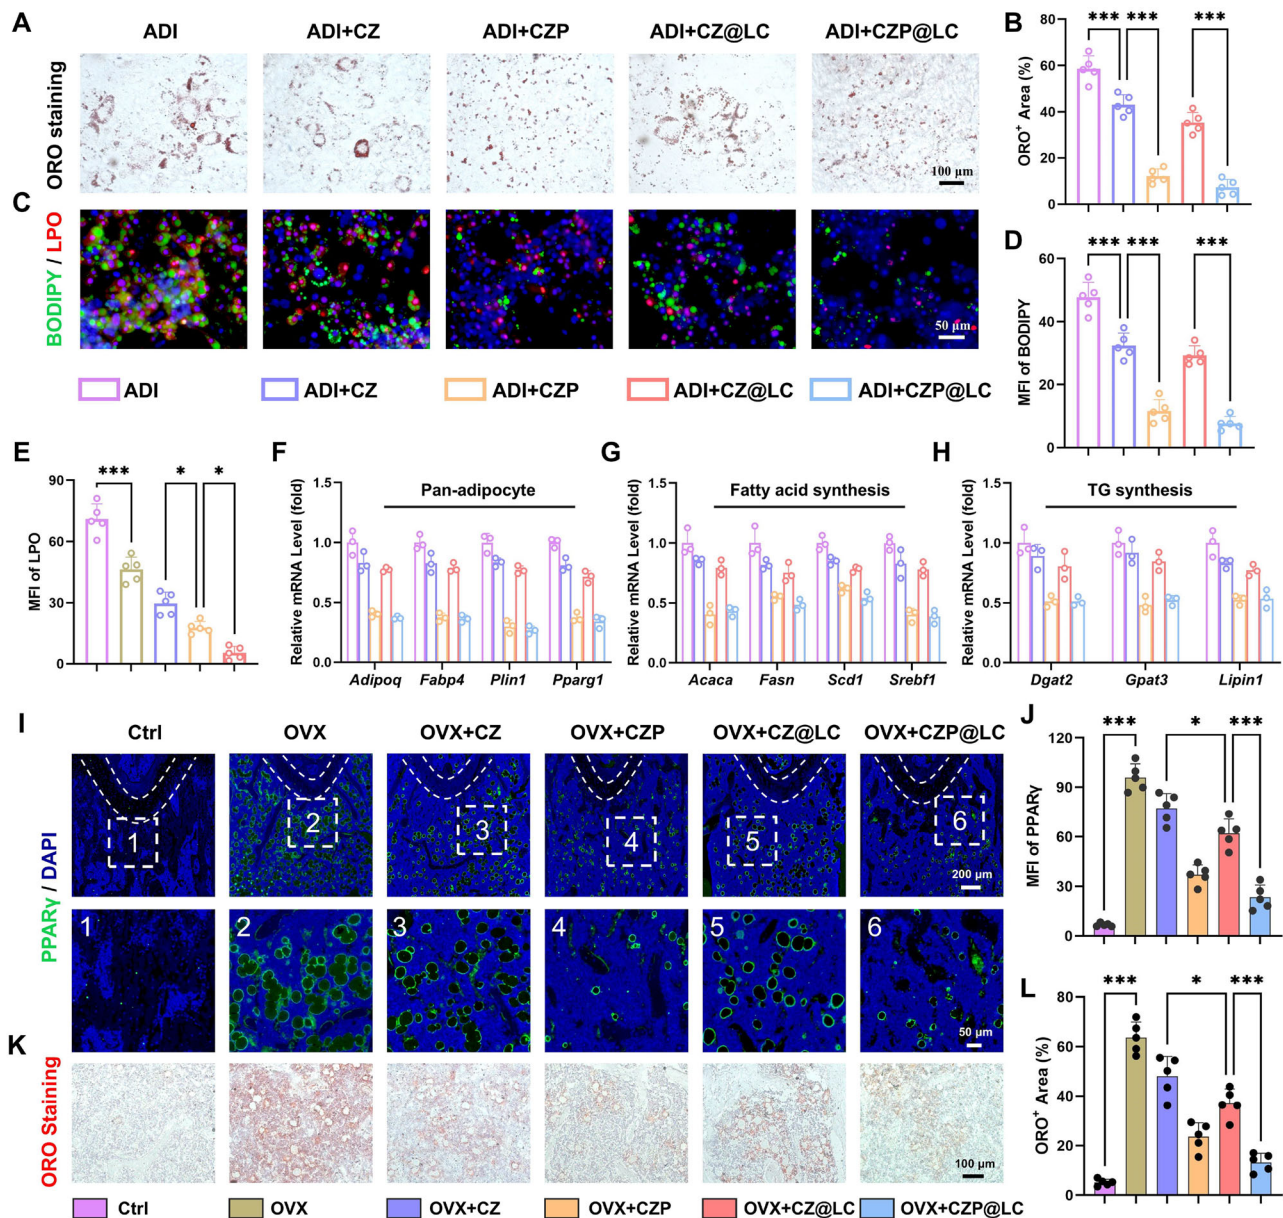 A
ADI
ADI+CZ
ADI+CZP
ADI+CZ@LC
ADI+CZP@LC
ORO staining
100 μm
B
ORO⁺ Area (%)
80
60
40
20
0
*** *** ***
C
BODIPY / LPO
50 μm
D
MFI of BODIPY
60
40
20
0
*** *** ***
ADI
ADI+CZ
ADI+CZP
ADI+CZ@LC
ADI+CZP@LC
E
MFI of LPO
90
60
30
0
*** * *
F
Pan-adipocyte
Relative mRNA Level (fold)
1.5
1.0
0.5
0.0
Adipoq Fabp4 Plin1 Pparg1
G
Fatty acid synthesis
Relative mRNA Level (fold)
1.5
1.0
0.5
0.0
Acaca Fasn Scd1 Srebf1
H
TG synthesis
Relative mRNA Level (fold)
1.5
1.0
0.5
0.0
Dgat2 Gpat3 Lipin1
I
Ctrl
OVX
OVX+CZ
OVX+CZP
OVX+CZ@LC
OVX+CZP@LC
PPARγ / DAPI
1
2
3
4
5
6
200 μm
1
2
3
4
5
6
50 μm
J
MFI of PPARγ
120
90
60
30
0
*** * ***
K
ORO Staining
100 μm
L
ORO⁺ Area (%)
80
60
40
20
0
*** * ***
Ctrl
OVX
OVX+CZ
OVX+CZP
OVX+CZ@LC
OVX+CZP@LC